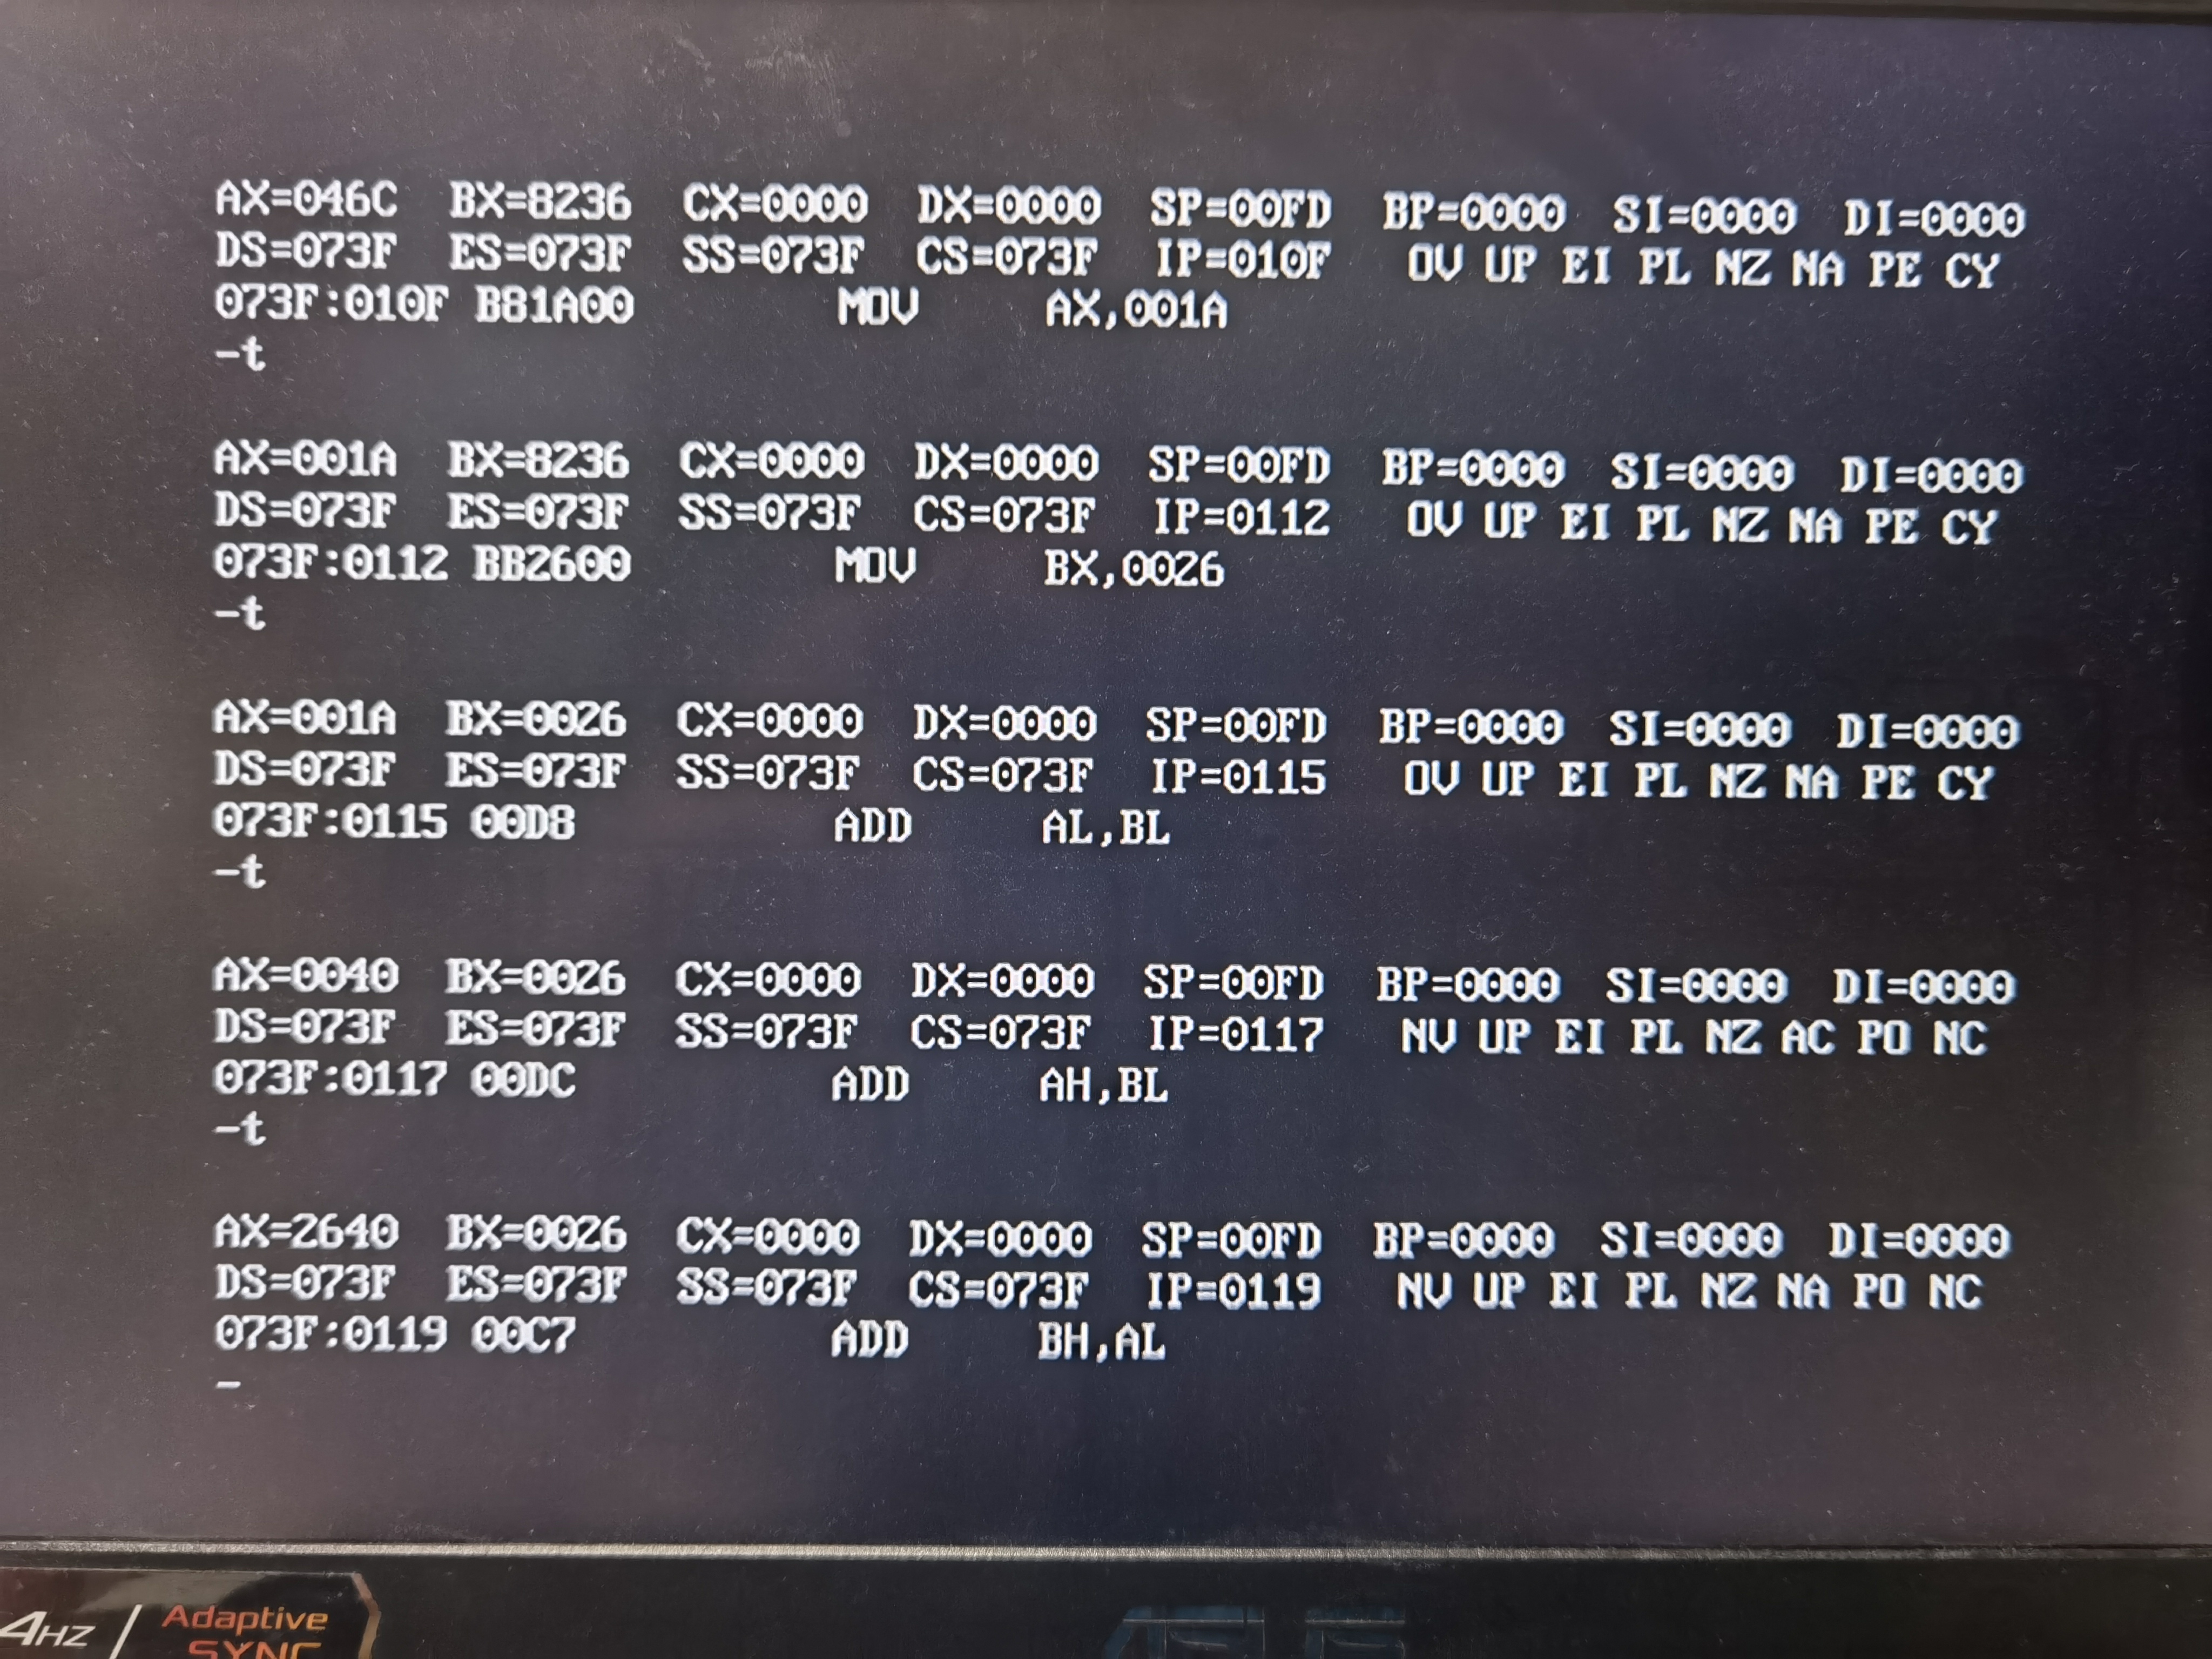 AX=046C  BX=8236  CX=0000  DX=0000  SP=00FD  BP=0000  SI=0000  DI=0000
DS=073F  ES=073F  SS=073F  CS=073F  IP=010F   OV UP EI PL NZ NA PE CY
073F:010F B81A00        MOV     AX,001A
-t
AX=001A  BX=8236  CX=0000  DX=0000  SP=00FD  BP=0000  SI=0000  DI=0000
DS=073F  ES=073F  SS=073F  CS=073F  IP=0112   OV UP EI PL NZ NA PE CY
073F:0112 BB2600        MOV     BX,0026
-t
AX=001A  BX=0026  CX=0000  DX=0000  SP=00FD  BP=0000  SI=0000  DI=0000
DS=073F  ES=073F  SS=073F  CS=073F  IP=0115   OV UP EI PL NZ NA PE CY
073F:0115 00D8          ADD     AL,BL
-t
AX=0040  BX=0026  CX=0000  DX=0000  SP=00FD  BP=0000  SI=0000  DI=0000
DS=073F  ES=073F  SS=073F  CS=073F  IP=0117   NV UP EI PL NZ AC PO NC
073F:0117 00DC          ADD     AH,BL
-t
AX=2640  BX=0026  CX=0000  DX=0000  SP=00FD  BP=0000  SI=0000  DI=0000
DS=073F  ES=073F  SS=073F  CS=073F  IP=0119   NV UP EI PL NZ NA PO NC
073F:0119 00C7          ADD     BH,AL
-
4HZ / Adaptive
SYNC